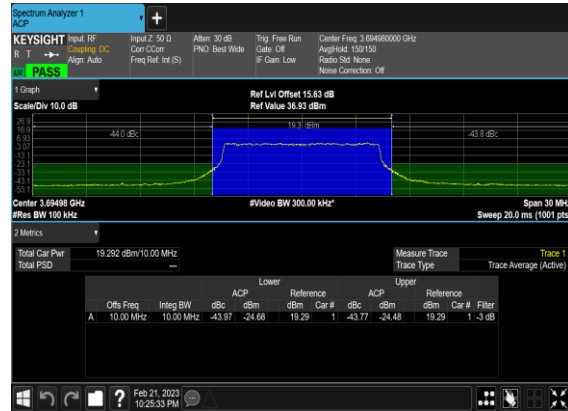 Spectrum Analyzer 1
ACP
+
KEYSIGHT Input: RF Input Z: 50 Ω Atten: 30 dB Trig: Free Run Center Freq: 3.694980000 GHz
R T Coupling: DC Corr CCorr PNO: Best Wide Gate: Off Avg|Hold: 150/150
Align: Auto Freq Ref: Int (S) IF Gain: Low Radio Std: None
LW PASS Noise Correction: Off
1 Graph Ref Lvl Offset 15.63 dB
Scale/Div 10.0 dB Ref Value 36.93 dBm
26.9
16.9 19.3 dBm
6.93 -44.0 dBc -43.8 dBc
-3.07
-13.1
-23.1
-33.1
-43.1
-53.1
Center 3.69498 GHz #Video BW 300.00 kHz* Span 30 MHz
#Res BW 100 kHz Sweep 20.0 ms (1001 pts
2 Metrics
Total Car Pwr 19.292 dBm/10.00 MHz Measure Trace Trace 1
Total PSD --- Trace Type Trace Average (Active)
Lower Upper
ACP Reference ACP Reference
Offs Freq Integ BW dBc dBm dBm Car # dBc dBm dBm Car # Filter
A 10.00 MHz 10.00 MHz -43.97 -24.68 19.29 1 -43.77 -24.48 19.29 1 -3 dB
? Feb 21, 2023
10:25:33 PM